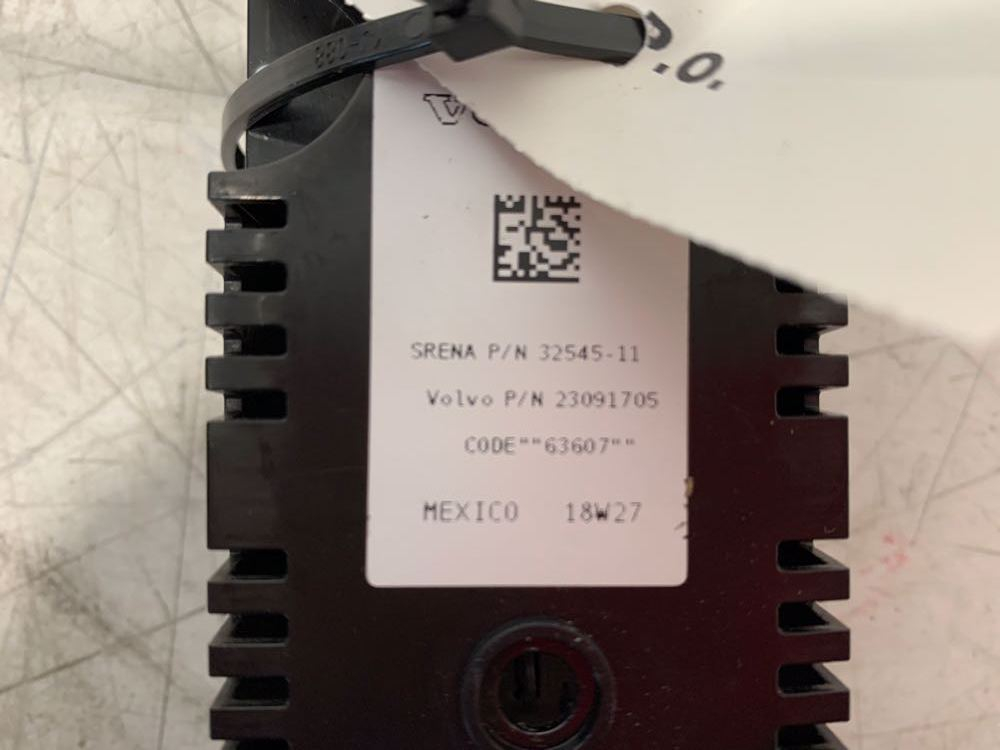 P.O.
SRENA P/N 32545-11
Volvo P/N 23091705
CODE""63607""
MEXICO 18W27